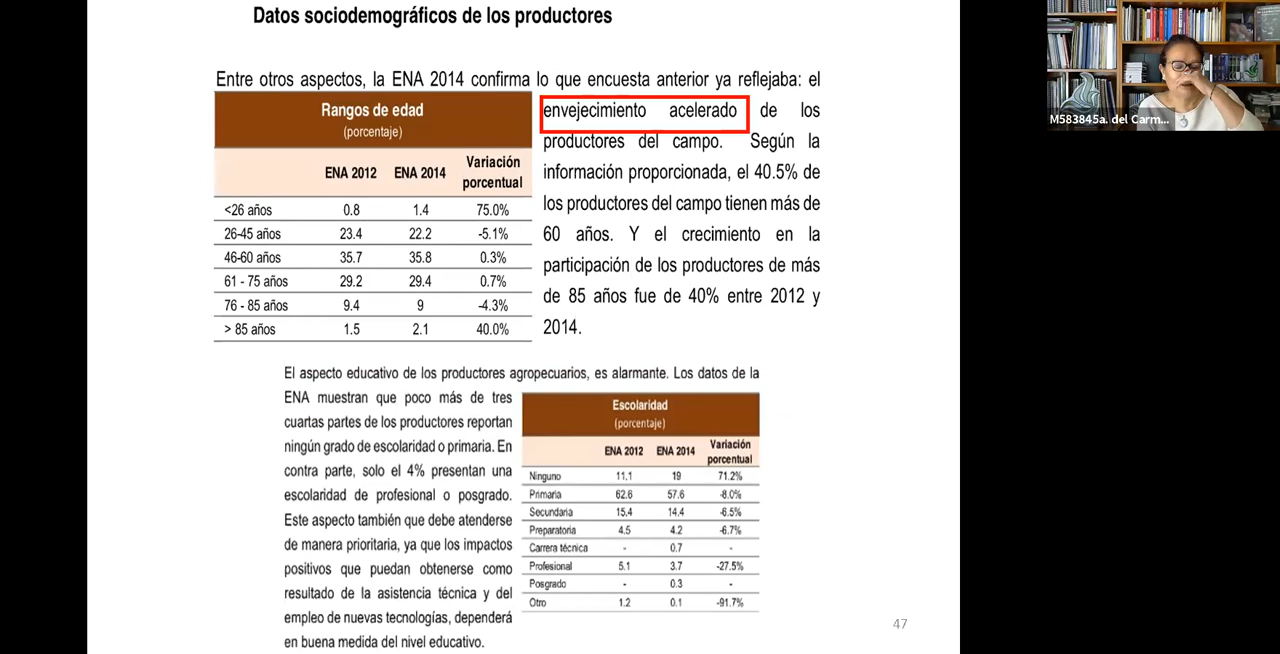 Datos sociodemográficos de los productores
Entre otros aspectos, la ENA 2014 confirma lo que encuesta anterior ya reflejaba: el
envejecimiento acelerado de los
productores del campo. Según la
información proporcionada, el 40.5% de
los productores del campo tienen más de
60 años. Y el crecimiento en la
participación de los productores de más
de 85 años fue de 40% entre 2012 y
2014.
Rangos de edad
(porcentaje)
ENA 2012 ENA 2014 Variación porcentual
<26 años 0.8 1.4 75.0%
26-45 años 23.4 22.2 -5.1%
46-60 años 35.7 35.8 0.3%
61 - 75 años 29.2 29.4 0.7%
76 - 85 años 9.4 9 -4.3%
> 85 años 1.5 2.1 40.0%
El aspecto educativo de los productores agropecuarios, es alarmante. Los datos de la
ENA muestran que poco más de tres
cuartas partes de los productores reportan
ningún grado de escolaridad o primaria. En
contra parte, solo el 4% presentan una
escolaridad de profesional o posgrado.
Este aspecto también que debe atenderse
de manera prioritaria, ya que los impactos
positivos que puedan obtenerse como
resultado de la asistencia técnica y del
empleo de nuevas tecnologías, dependerá
en buena medida del nivel educativo.
Escolaridad
(porcentaje)
ENA 2012 ENA 2014 Variación porcentual
Ninguno 11.1 19 71.2%
Primaria 62.6 57.6 -8.0%
Secundaria 15.4 14.4 -6.5%
Preparatoria 4.5 4.2 -6.7%
Carrera técnica - 0.7 -
Profesional 5.1 3.7 -27.5%
Posgrado - 0.3 -
Otro 1.2 0.1 -91.7%
47
M583845a. del Carm...